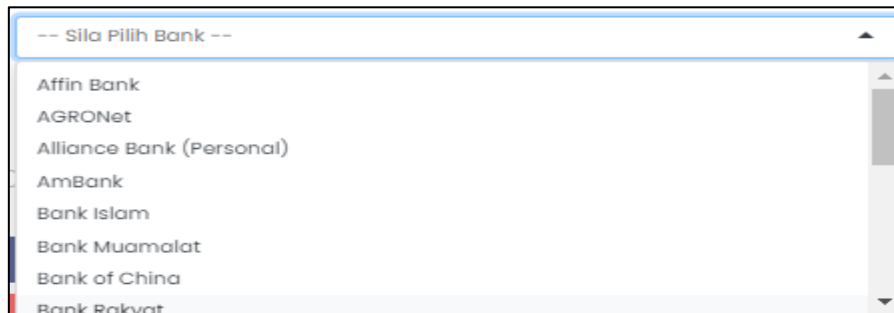 -- Sila Pilih Bank --
Affin Bank
AGRONet
Alliance Bank (Personal)
AmBank
Bank Islam
Bank Muamalat
Bank of China
Bank Rakyat